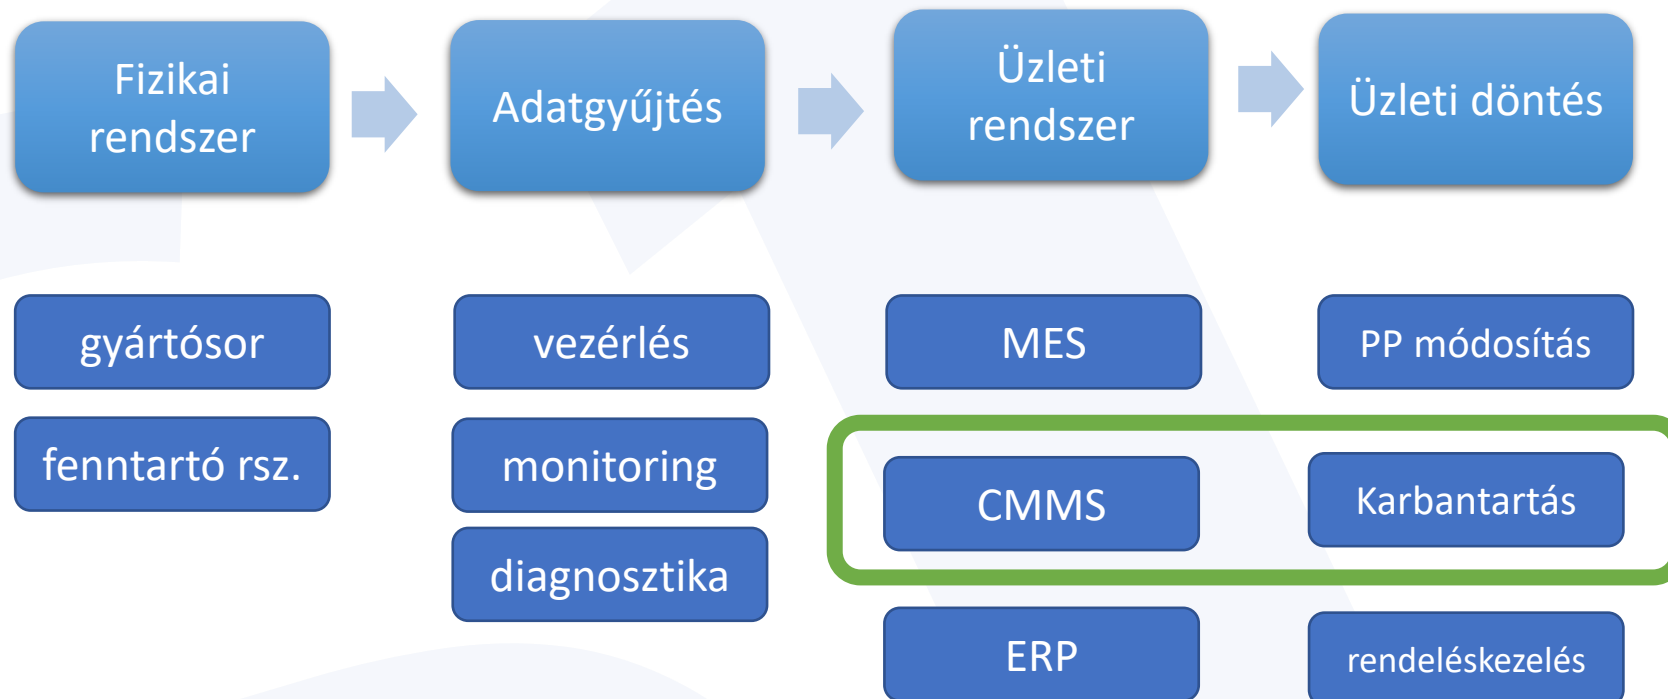 Fizikai
rendszer
Adatgyűjtés
Üzleti
rendszer
Üzleti döntés
gyártósor
vezérlés
MES
PP módosítás
fenntartó rsz.
monitoring
CMMS
Karbantartás
diagnosztika
ERP
rendeléskezelés